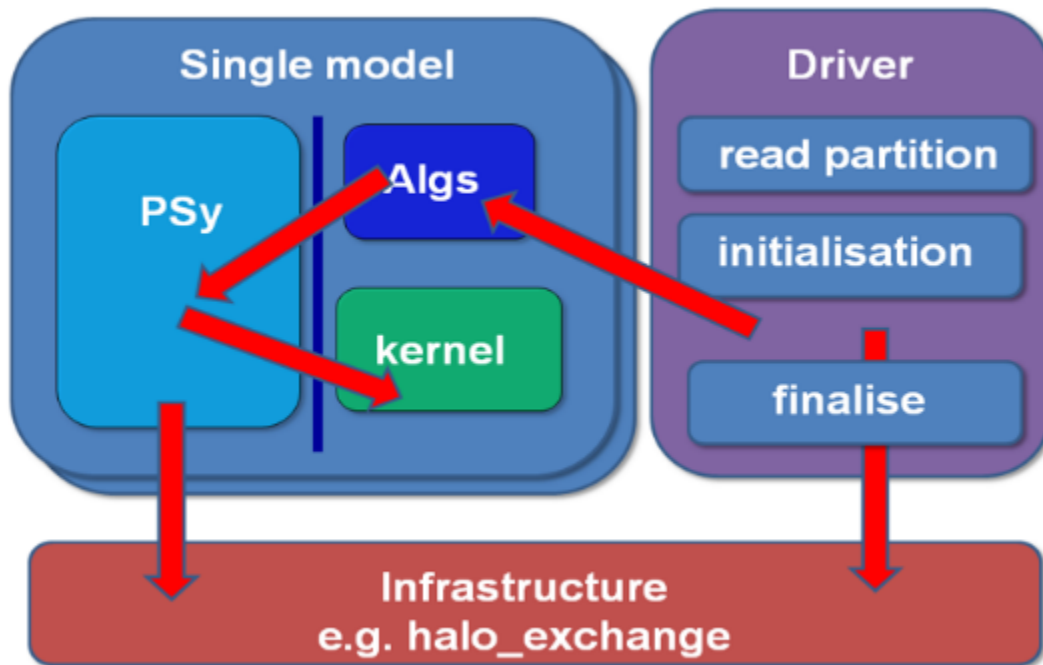 Single model
PSy
Algs
kernel
Driver
read partition
initialisation
finalise
Infrastructure
e.g. halo_exchange